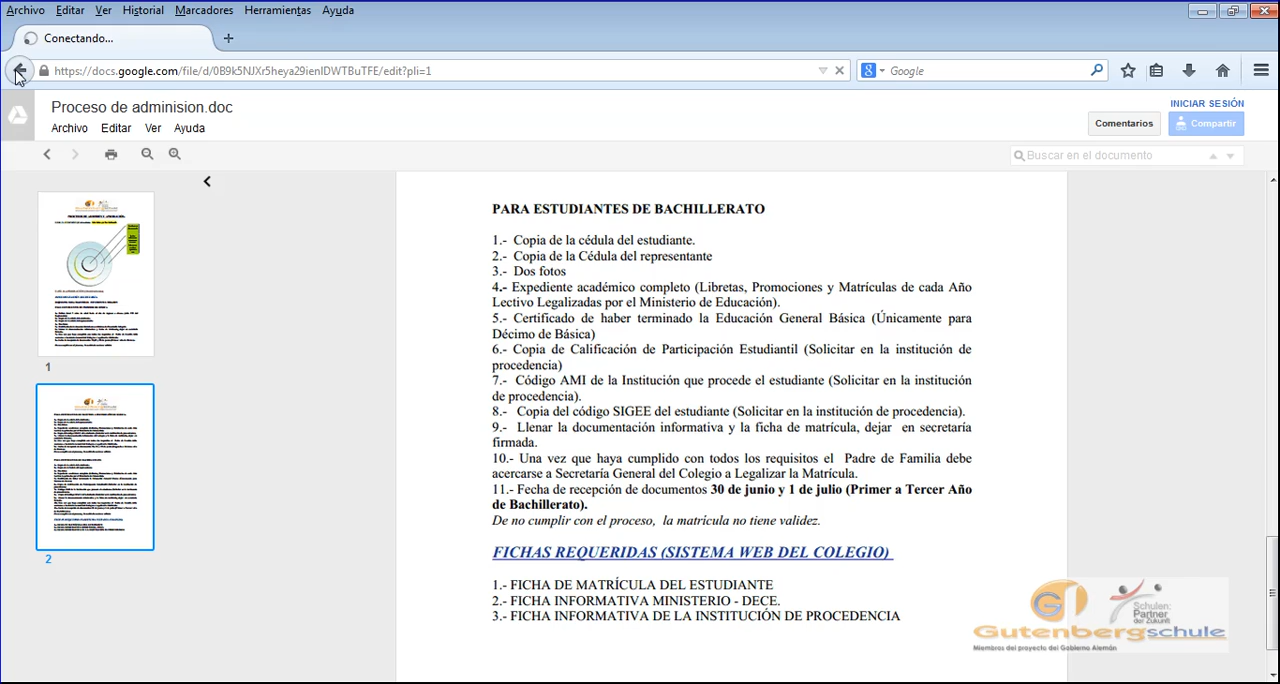 Archivo Editar Ver Historial Marcadores Herramientas Ayuda
Conectando...
https://docs.google.com/file/d/0B9k5NJXr5heya29ienlDWTBuTFE/edit?pli=1
Google
Proceso de adminision.doc
INICIAR SESIÓN
Archivo Editar Ver Ayuda
Comentarios
Compartir
Buscar en el documento
1
2
PARA ESTUDIANTES DE BACHILLERATO
1.- Copia de la cédula del estudiante.
2.- Copia de la Cédula del representante
3.- Dos fotos
4.- Expediente académico completo (Libretas, Promociones y Matrículas de cada Año
Lectivo Legalizadas por el Ministerio de Educación).
5.- Certificado de haber terminado la Educación General Básica (Únicamente para
Décimo de Básica)
6.- Copia de Calificación de Participación Estudiantil (Solicitar en la institución de
procedencia)
7.- Código AMI de la Institución que procede el estudiante (Solicitar en la institución
de procedencia).
8.- Copia del código SIGEE del estudiante (Solicitar en la institución de procedencia).
9.- Llenar la documentación informativa y la ficha de matrícula, dejar en secretaría
firmada.
10.- Una vez que haya cumplido con todos los requisitos el Padre de Familia debe
acercarse a Secretaría General del Colegio a Legalizar la Matrícula.
11.- Fecha de recepción de documentos 30 de junio y 1 de julio (Primer a Tercer Año
de Bachillerato).
De no cumplir con el proceso, la matrícula no tiene validez.
FICHAS REQUERIDAS (SISTEMA WEB DEL COLEGIO)
1.- FICHA DE MATRÍCULA DEL ESTUDIANTE
2.- FICHA INFORMATIVA MINISTERIO - DECE.
3.- FICHA INFORMATIVA DE LA INSTITUCIÓN DE PROCEDENCIA
Schulen:
Partner
der Zukunft
Gutenbergschule
Miembros del proyecto del Gobierno Alemán